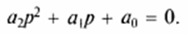 a₂p² + a₁p + a₀ = 0.